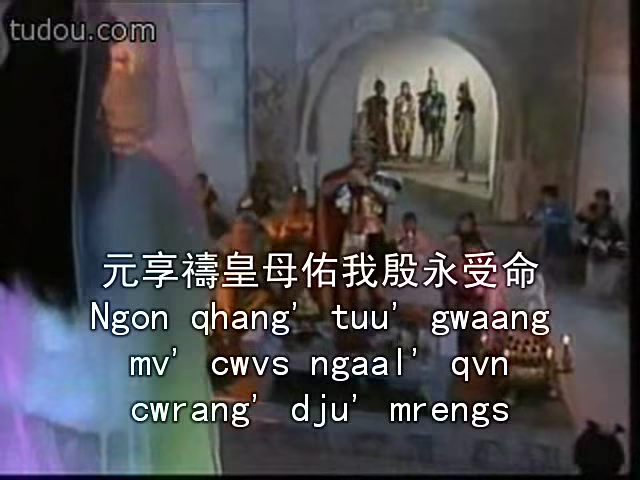 tudou.com
元享禱皇母佑我殷永受命
Ngon qhang' tuu' gwaang
mv' cwvs ngaal' qvn
cwrang' dju' mrengs